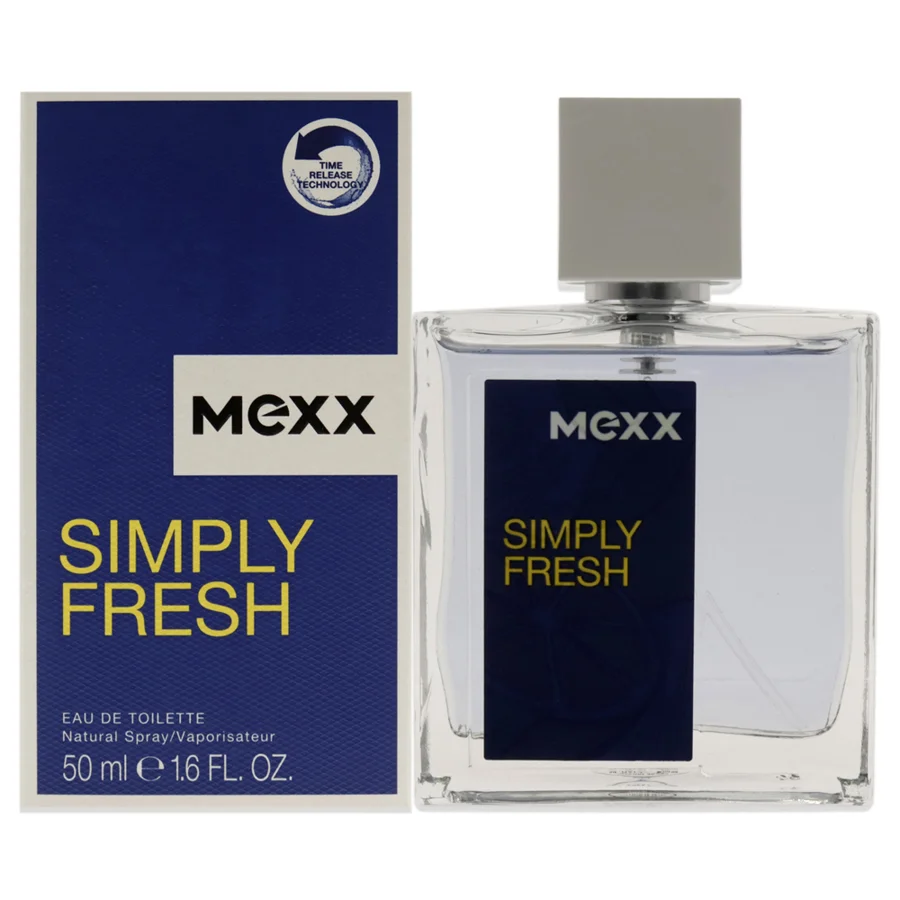 TIME
RELEASE
TECHNOLOGY
Mexx
SIMPLY
FRESH
EAU DE TOILETTE
Natural Spray/Vaporisateur
50 ml ℮ 1.6 FL. OZ.
Mexx
SIMPLY
FRESH